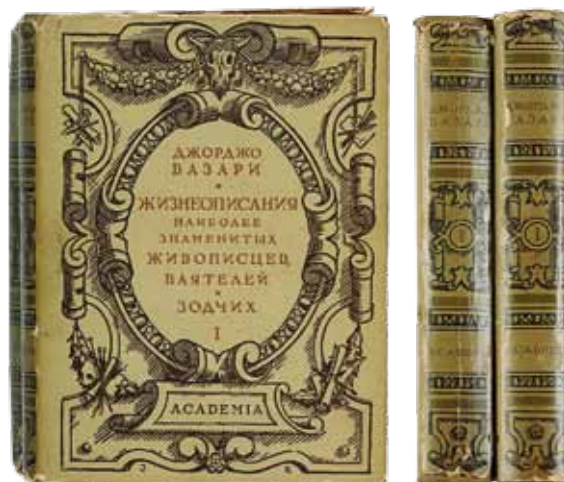 ДЖОРДЖО
ВАЗАРИ
ЖИЗНЕОПИСАНИЯ
НАИБОЛЕЕ
ЗНАМЕНИТЫХ
ЖИВОПИСЦЕВ,
ВАЯТЕЛЕЙ
И
ЗОДЧИХ
I
ACADEMIA
I
I